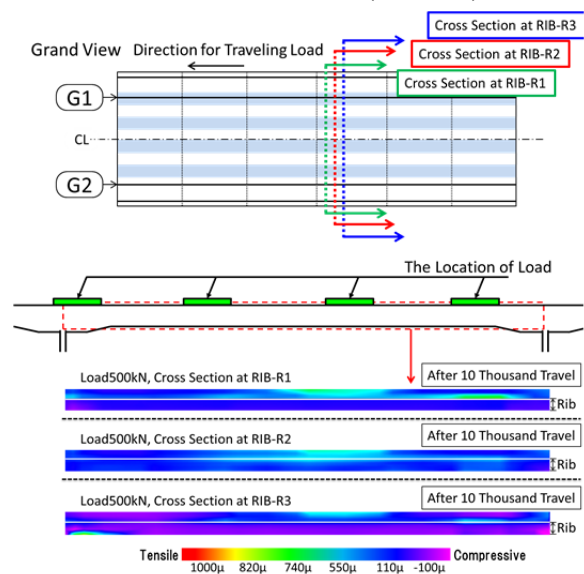 Cross Section at RIB-R3
Grand View
Direction for Traveling Load
Cross Section at RIB-R2
Cross Section at RIB-R1
G1
CL
G2
The Location of Load
Load500kN, Cross Section at RIB-R1
After 10 Thousand Travel
Rib
Load500kN, Cross Section at RIB-R2
After 10 Thousand Travel
Rib
Load500kN, Cross Section at RIB-R3
After 10 Thousand Travel
Rib
Tensile
Compressive
1000μ 820μ 740μ 550μ 110μ -100μ